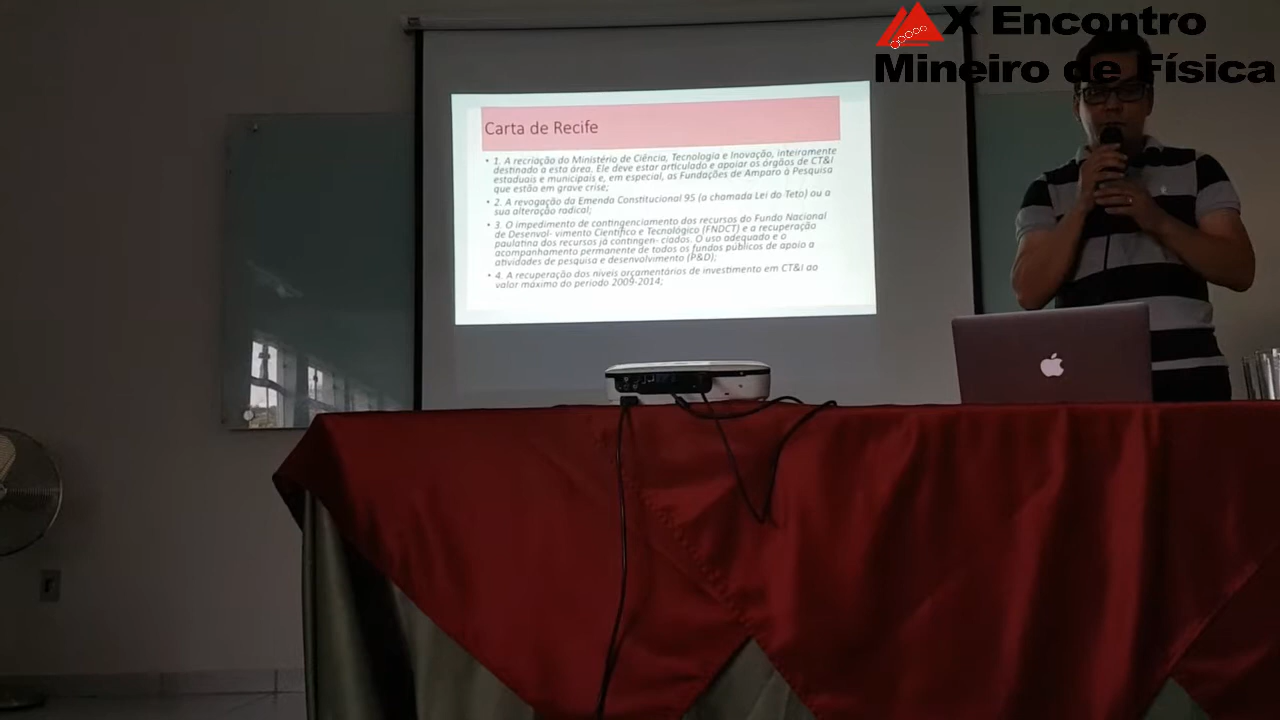 X Encontro
Mineiro de Física
Carta de Recife
• 1. A recriação do Ministério de Ciência, Tecnologia e Inovação, inteiramente
destinado a esta área. Ele deve estar articulado e apoiar os órgãos de CT&I
estaduais e municipais e, em especial, as Fundações de Amparo à Pesquisa
que estão em grave crise;
• 2. A revogação da Emenda Constitucional 95 (a chamada Lei do Teto) ou a
sua alteração radical;
• 3. O impedimento de contingenciamento dos recursos do Fundo Nacional
de Desenvol- vimento Científico e Tecnológico (FNDCT) e a recuperação
paulatina dos recursos já contingen- ciados. O uso adequado e o
acompanhamento permanente de todos os fundos públicos de apoio a
atividades de pesquisa e desenvolvimento (P&D);
• 4. A recuperação dos níveis orçamentários de investimento em CT&I ao
valor máximo do período 2009-2014;